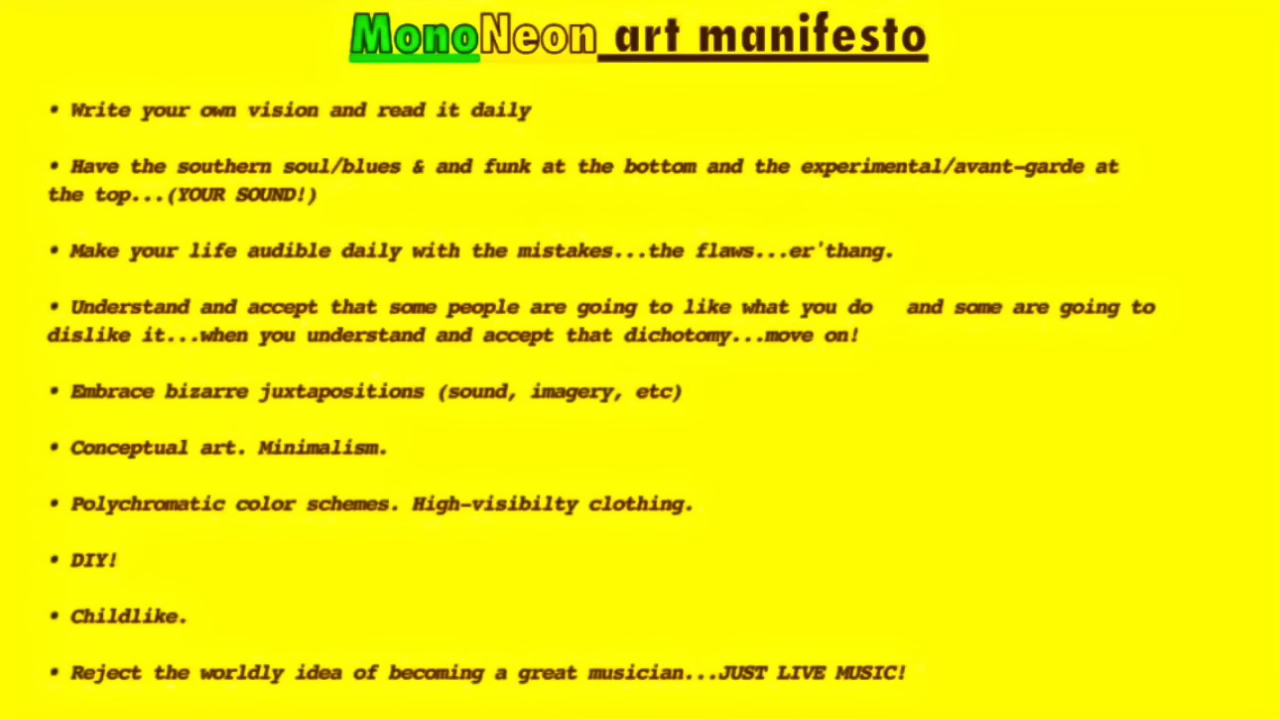 MonoNeon art manifesto
• Write your own vision and read it daily
• Have the southern soul/blues & and funk at the bottom and the experimental/avant-garde at
the top...(YOUR SOUND!)
• Make your life audible daily with the mistakes...the flaws...er'thang.
• Understand and accept that some people are going to like what you do   and some are going to
dislike it...when you understand and accept that dichotomy...move on!
• Embrace bizarre juxtapositions (sound, imagery, etc)
• Conceptual art. Minimalism.
• Polychromatic color schemes. High-visibilty clothing.
• DIY!
• Childlike.
• Reject the worldly idea of becoming a great musician...JUST LIVE MUSIC!